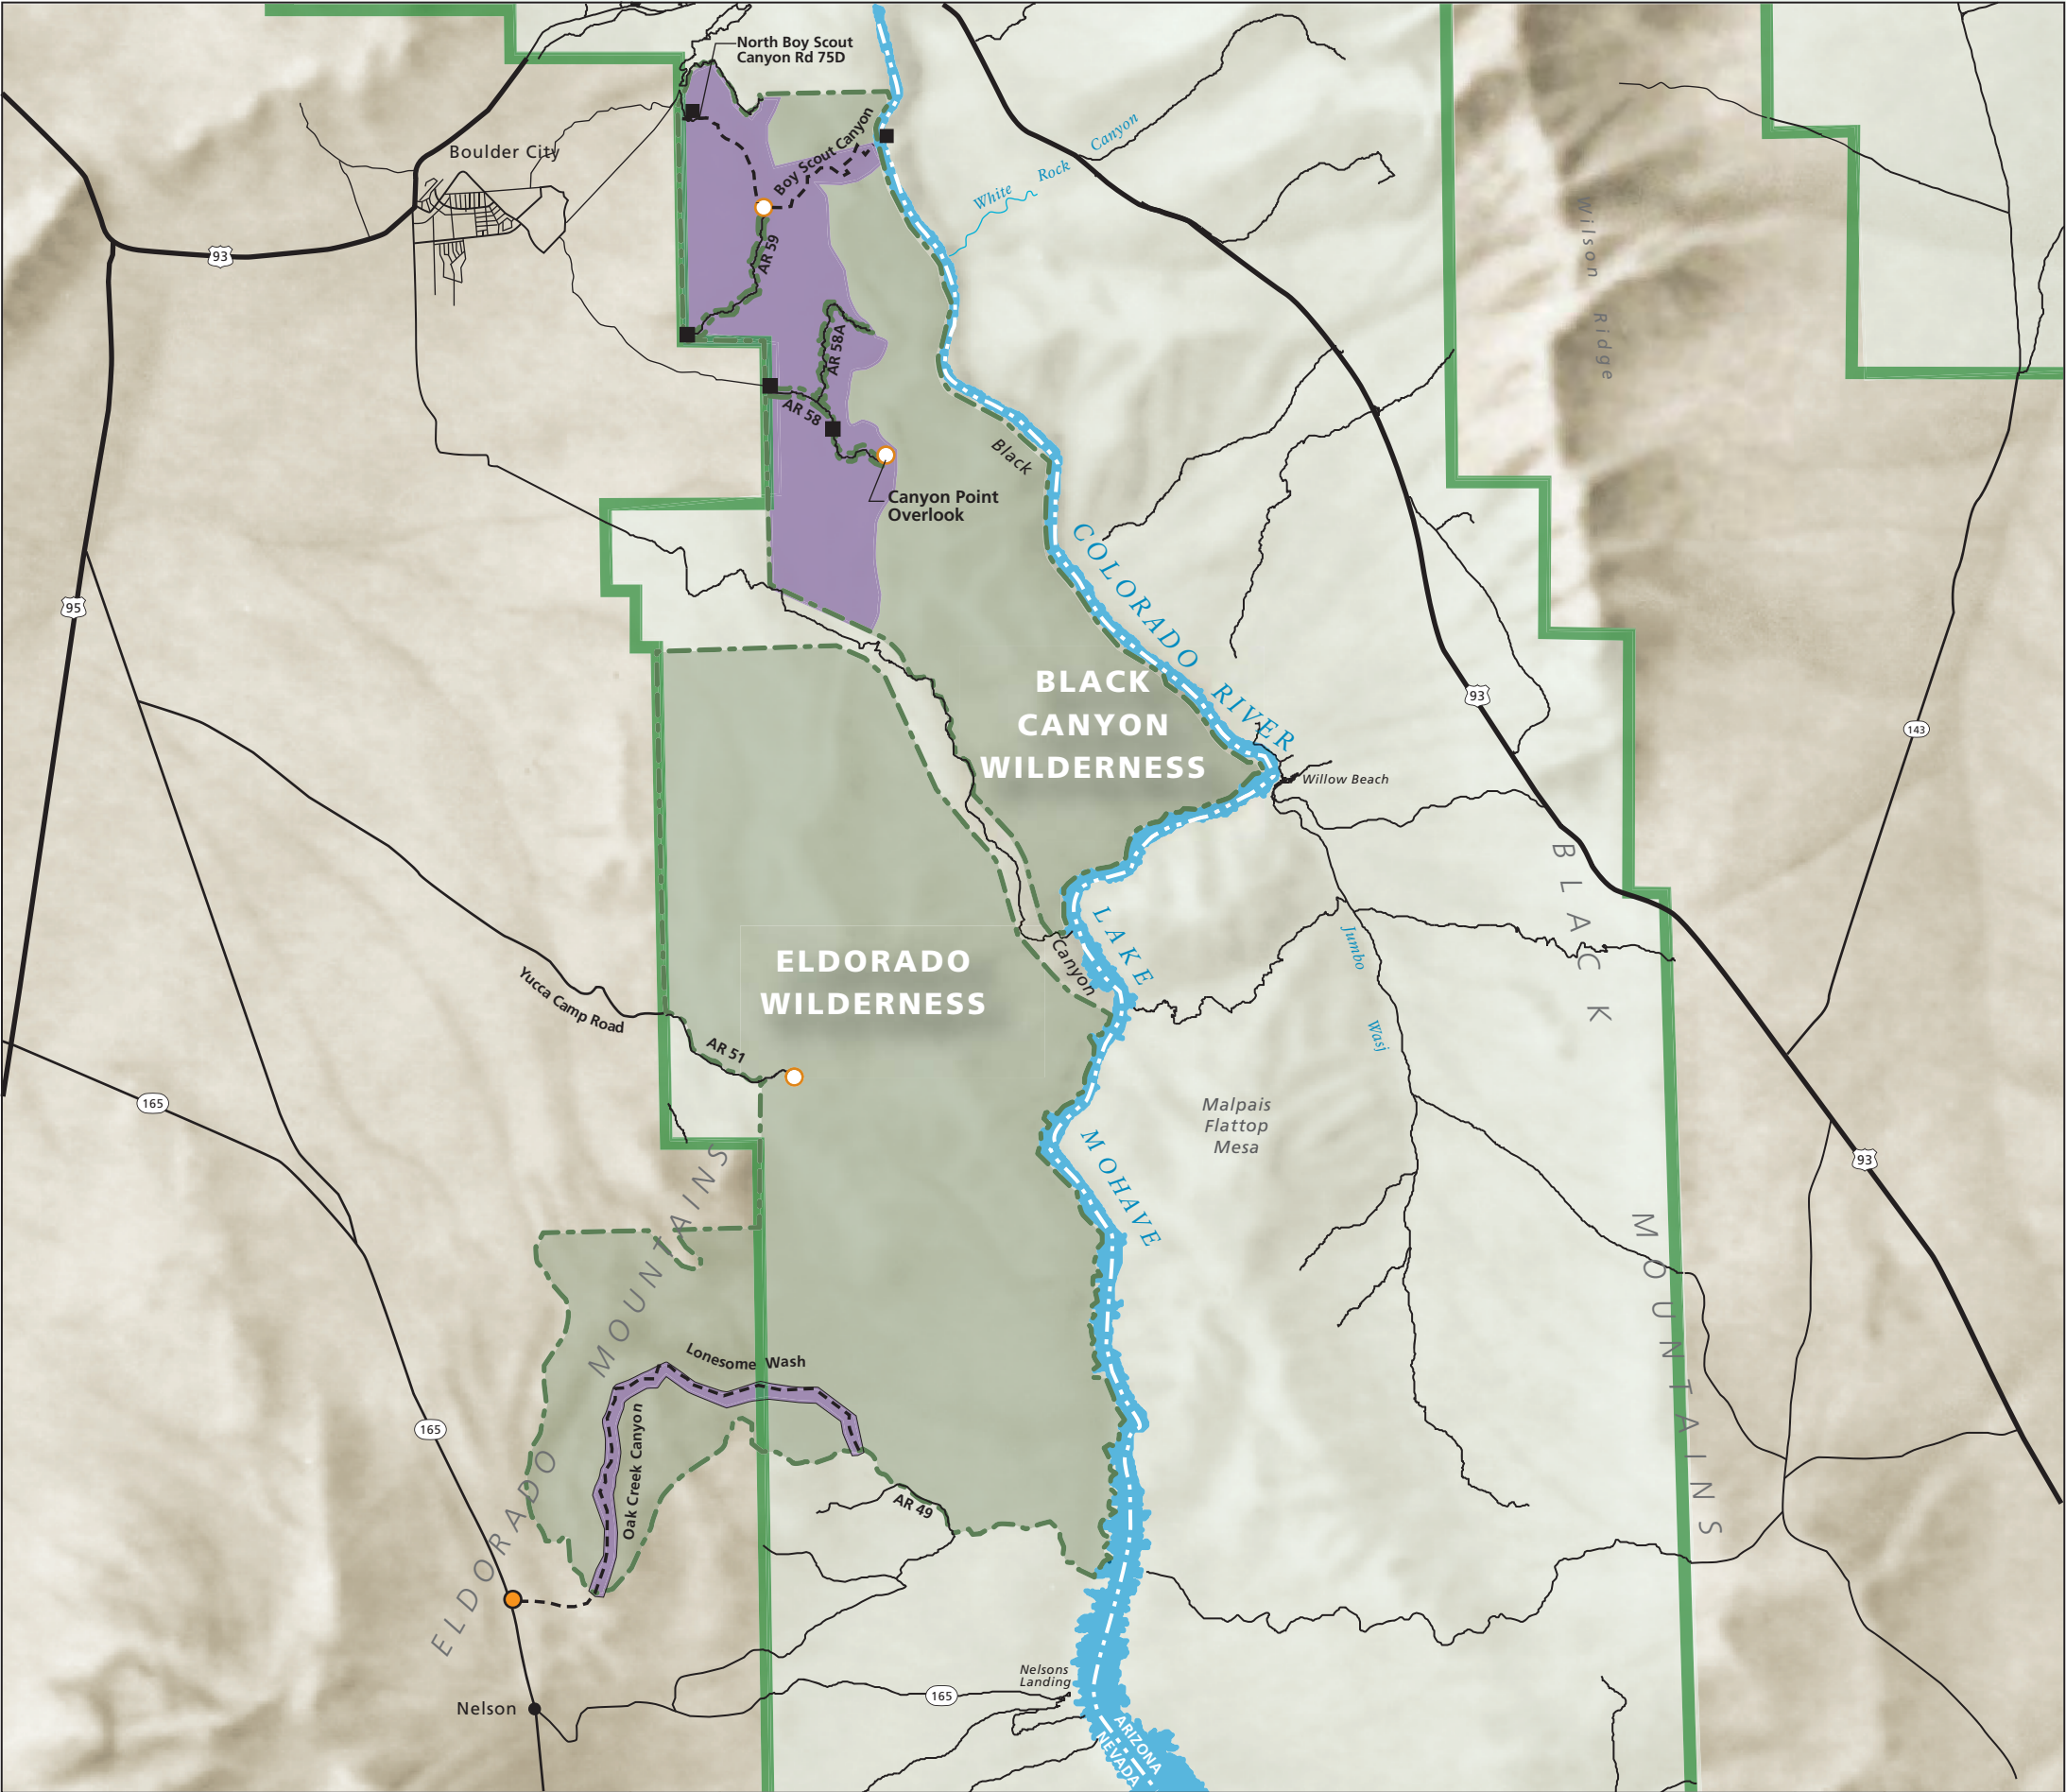 North Boy Scout
Canyon Rd 75D
Boulder City
Boy Scout Canyon
White Rock Canyon
Wilson Ridge
93
AR 59
AR 58A
AR 58
Black
Canyon Point
Overlook
COLORADO RIVER
95
BLACK
CANYON
WILDERNESS
93
143
Willow Beach
BLACK
LAKE
Jumbo
Canyon
ELDORADO
WILDERNESS
Yucca Camp Road
Wasj
AR 51
165
Malpais
Flattop
Mesa
MOHAVE
93
MOUNTAINS
ELDORADO MOUNTAINS
Lonesome Wash
Oak Creek Canyon
165
AR 49
Nelsons
Landing
165
Nelson
ARIZONA
NEVADA